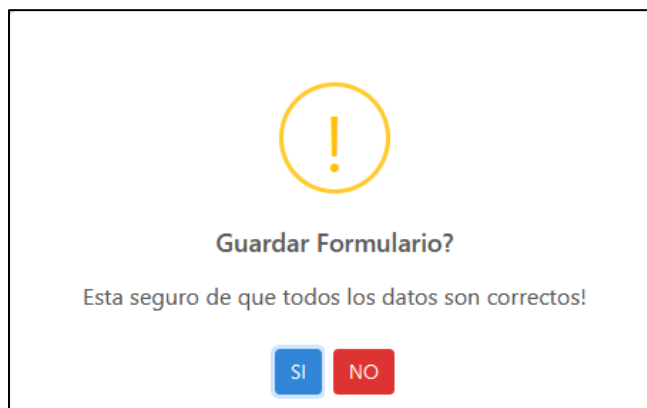 Guardar Formulario?
Esta seguro de que todos los datos son correctos!
SI NO